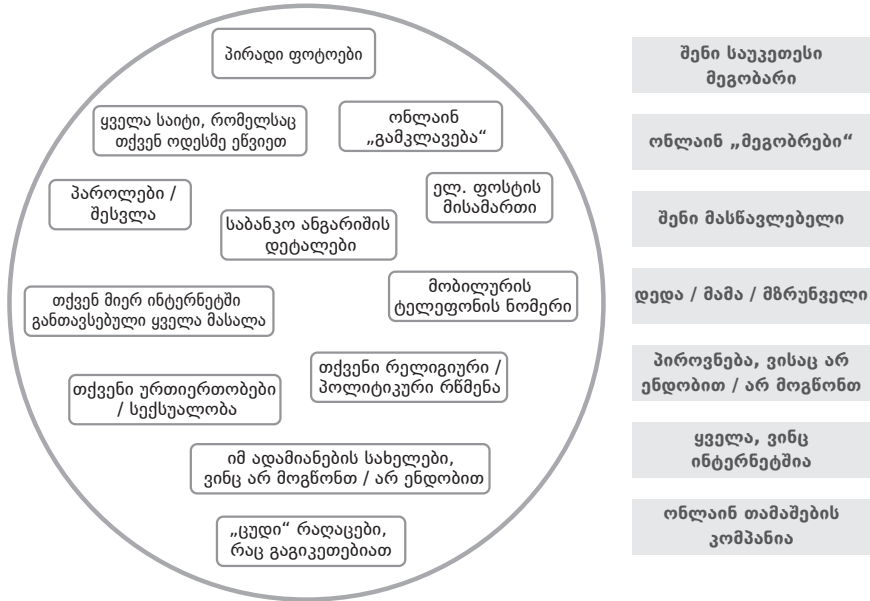 პირადი ფოტოები
ყველა საიტი, რომელსაც
თქვენ ოდესმე ეწვიეთ
ონლაინ
„გამკლავება“
პაროლები /
შესვლა
ელ. ფოსტის
მისამართი
საბანკო ანგარიშის
დეტალები
თქვენ მიერ ინტერნეტში
განთავსებული ყველა მასალა
მობილურის
ტელეფონის ნომერი
თქვენი რელიგიური /
პოლიტიკური რწმენა
თქვენი ურთიერთობები
/ სექსუალობა
იმ ადამიანების სახელები,
ვინც არ მოგწონთ / არ ენდობით
„ცუდი“ რაღაცები,
რაც გაგიკეთებიათ
შენი საუკეთესი
მეგობარი
ონლაინ „მეგობრები“
შენი მასწავლებელი
დედა / მამა / მზრუნველი
პიროვნება, ვისაც არ
ენდობით / არ მოგწონთ
ყველა, ვინც
ინტერნეტშია
ონლაინ თამაშების
კომპანია